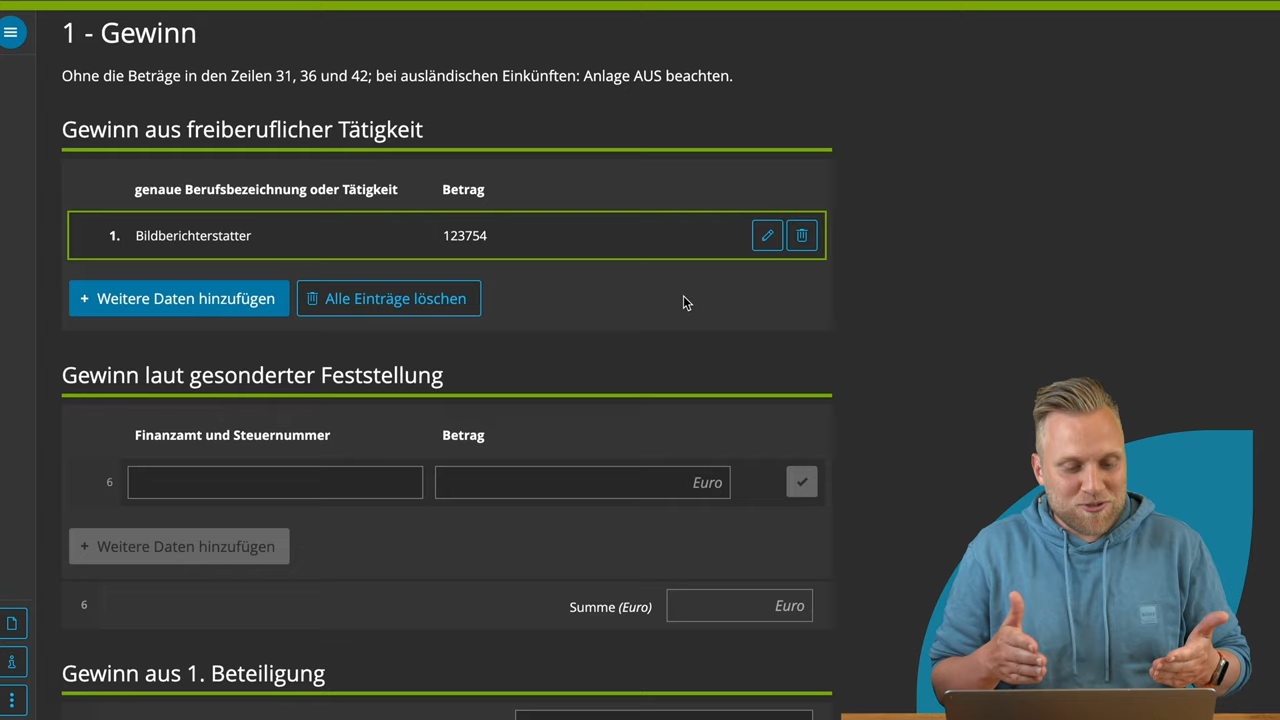 1 - Gewinn
Ohne die Beträge in den Zeilen 31, 36 und 42; bei ausländischen Einkünften: Anlage AUS beachten.
Gewinn aus freiberuflicher Tätigkeit
genaue Berufsbezeichnung oder Tätigkeit Betrag
1. Bildberichterstatter 123754
+ Weitere Daten hinzufügen Alle Einträge löschen
Gewinn laut gesonderter Feststellung
Finanzamt und Steuernummer Betrag
6 Euro
+ Weitere Daten hinzufügen
6 Summe (Euro) Euro
Gewinn aus 1. Beteiligung